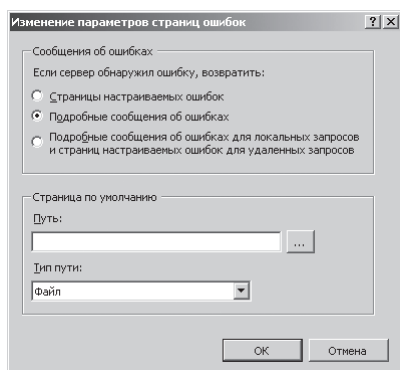 Изменение параметров страниц ошибок
Сообщения об ошибках
Если сервер обнаружил ошибку, возвратить:
Страницы настраиваемых ошибок
Подробные сообщения об ошибках
Подробные сообщения об ошибках для локальных запросов
и страниц настраиваемых ошибок для удаленных запросов
Страница по умолчанию
Путь:
...
Тип пути:
Файл
ОК Отмена